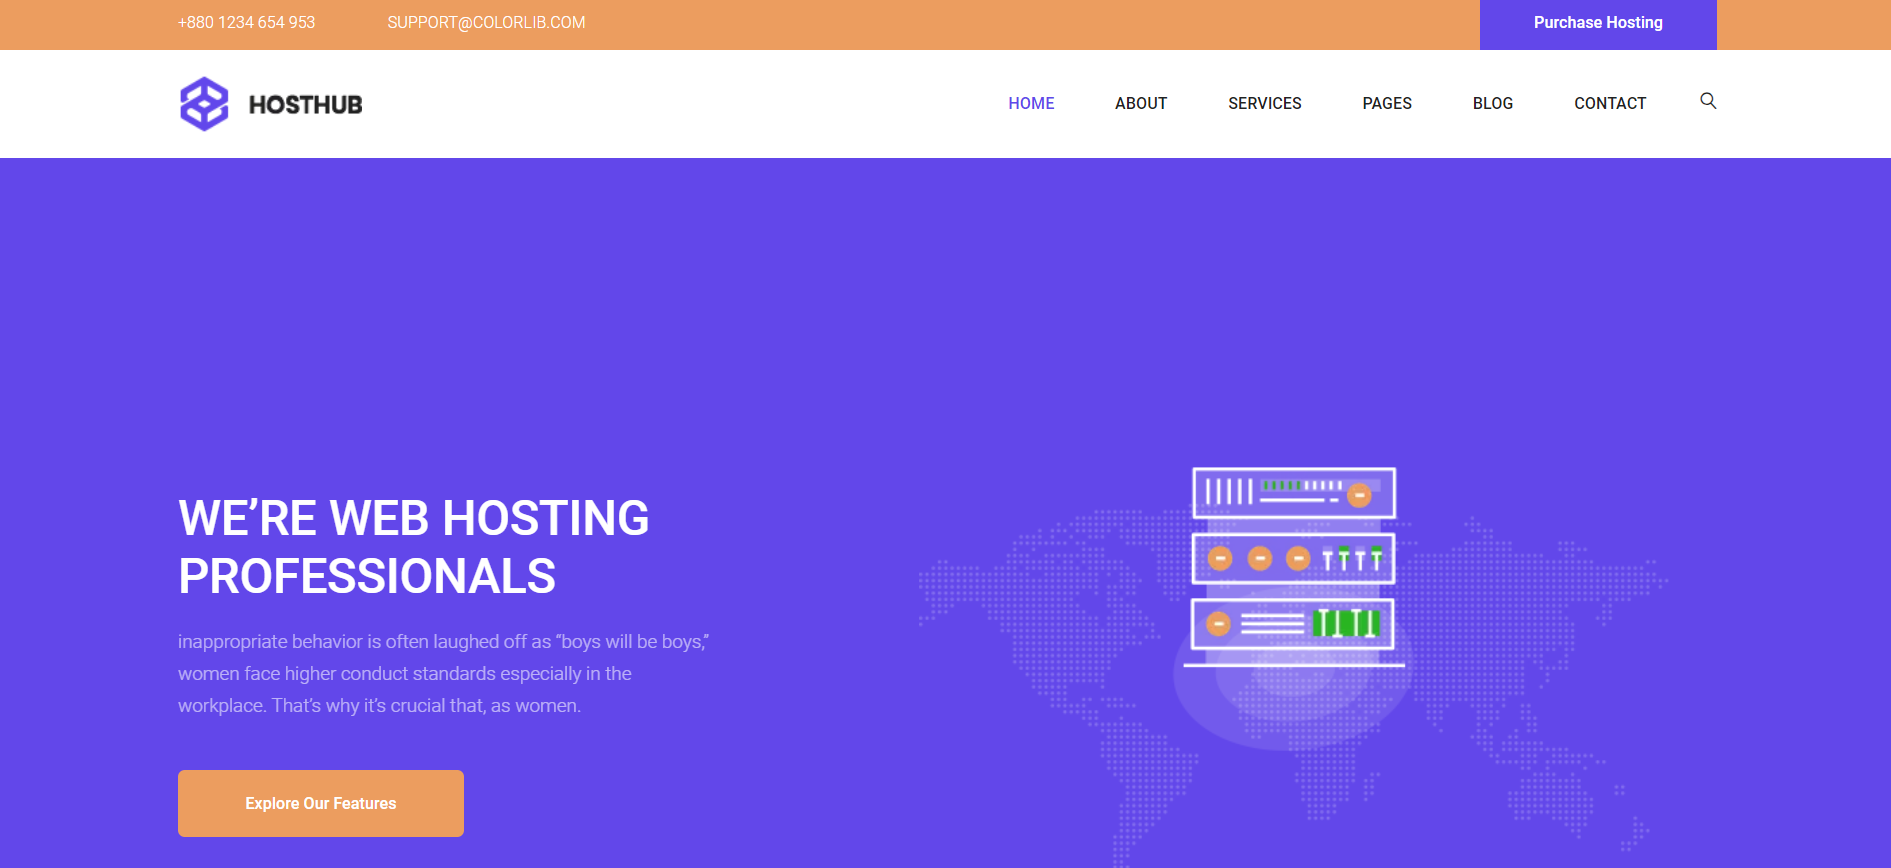 +880 1234 654 953
SUPPORT@COLORLIB.COM
Purchase Hosting
HOSTHUB
HOME
ABOUT
SERVICES
PAGES
BLOG
CONTACT
WE’RE WEB HOSTING
PROFESSIONALS
inappropriate behavior is often laughed off as “boys will be boys,”
women face higher conduct standards especially in the
workplace. That’s why it’s crucial that, as women.
Explore Our Features